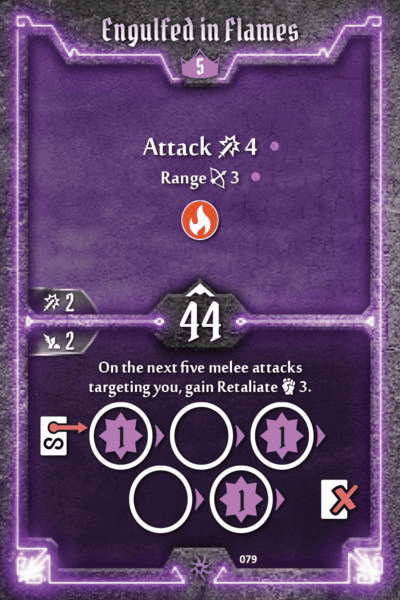 Engulfed in Flames
5
Attack 4
Range 3
2
44
2
On the next five melee attacks
targeting you, gain Retaliate 3.
S
1
1
1
079